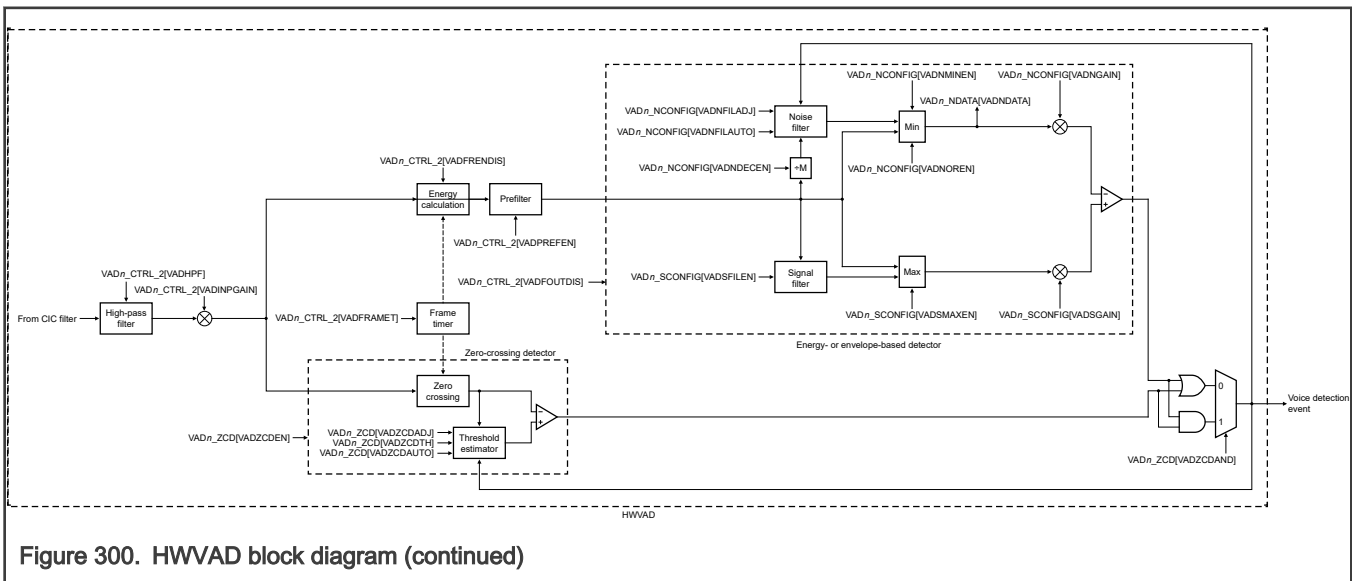 VADn_NCONFIG[VADNMINEN]
VADn_NCONFIG[VADNGAIN]
VADn_NDATA[VADNDATA]
VADn_NCONFIG[VADNFILADJ]
VADn_NCONFIG[VADNFILAUTO]
Noise
filter
Min
VADn_CTRL_2[VADFRENDIS]
VADn_NCONFIG[VADNDECEN]
÷M
VADn_NCONFIG[VADNOREN]
Energy
calculation
Prefilter
−
+
VADn_CTRL_2[VADPREFEN]
VADn_CTRL_2[VADHPF]
VADn_CTRL_2[VADINPGAIN]
VADn_CTRL_2[VADFOUTDIS]
VADn_SCONFIG[VADSFILEN]
Signal
filter
Max
From CIC filter
High-pass
filter
VADn_CTRL_2[VADFRAMET]
Frame
timer
VADn_SCONFIG[VADSMAXEN]
VADn_SCONFIG[VADSGAIN]
Energy- or envelope-based detector
Zero-crossing detector
Zero
crossing
−
+
0
1
Voice detection
event
VADn_ZCD[VADZCDEN]
VADn_ZCD[VADZCDADJ]
VADn_ZCD[VADZCDTH]
VADn_ZCD[VADZCDAUTO]
Threshold
estimator
VADn_ZCD[VADZCDAND]
HWVAD
Figure 300. HWVAD block diagram (continued)